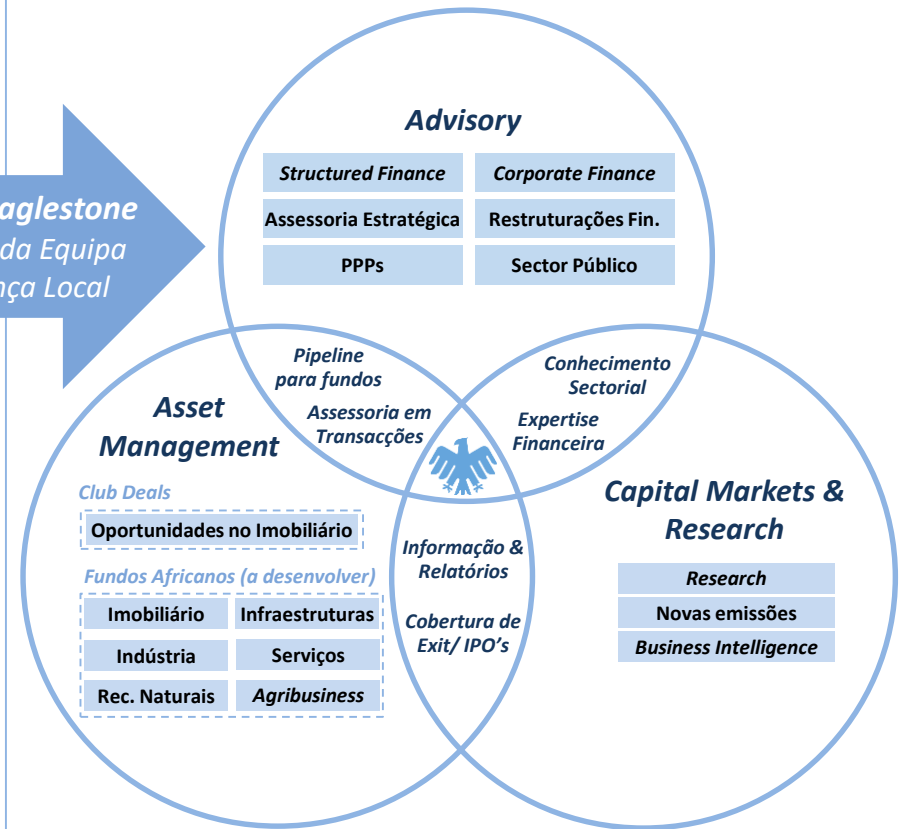 Advisory
Structured Finance
Corporate Finance
Assessoria Estratégica
Restruturações Fin.
PPPs
Sector Público
aglestone
da Equipa
Local
Pipeline
para fundos
Assessoria em
Transacções
Conhecimento
Sectorial
Expertise
Financeira
Asset
Management
Club Deals
Oportunidades no Imobiliário
Fundos Africanos (a desenvolver)
Imobiliário
Infraestruturas
Indústria
Serviços
Rec. Naturais
Agribusiness
Informação &
Relatórios
Cobertura de
Exit/ IPO’s
Capital Markets &
Research
Research
Novas emissões
Business Intelligence